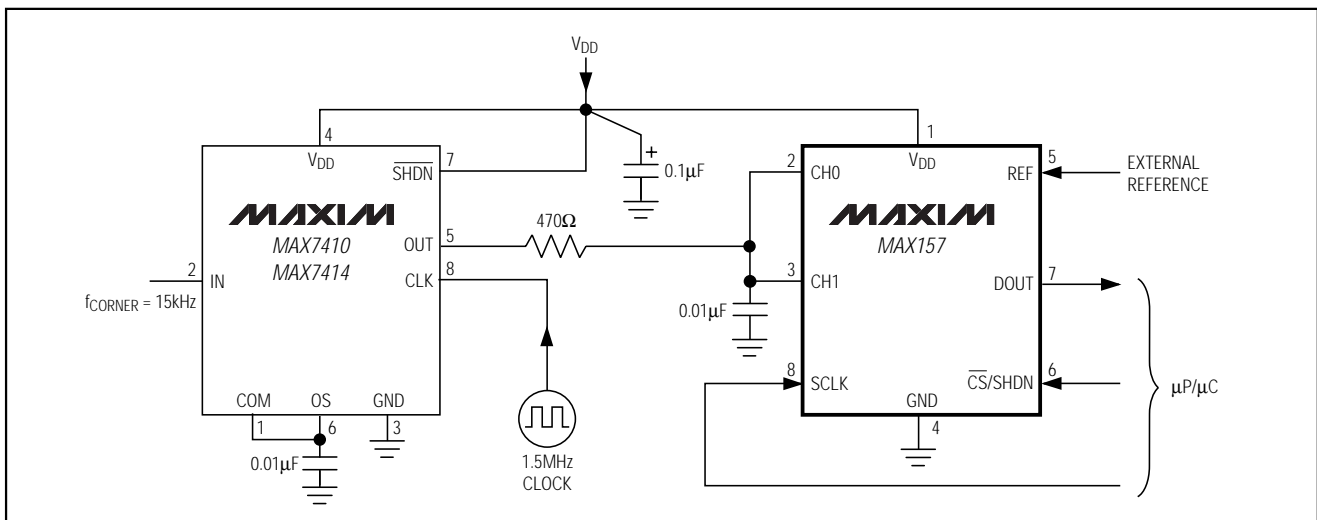 VDD
4
VDD
7
SHDN
MAXIM
MAX7410
MAX7414
2
IN
fCORNER = 15kHz
OUT
5
CLK
8
COM
1
OS
6
GND
3
0.01µF
+
0.1µF
470Ω
1.5MHz
CLOCK
0.01µF
1
VDD
2
CH0
3
CH1
8
SCLK
MAXIM
MAX157
REF
5
DOUT
7
CS/SHDN
6
GND
4
EXTERNAL
REFERENCE
µP/µC